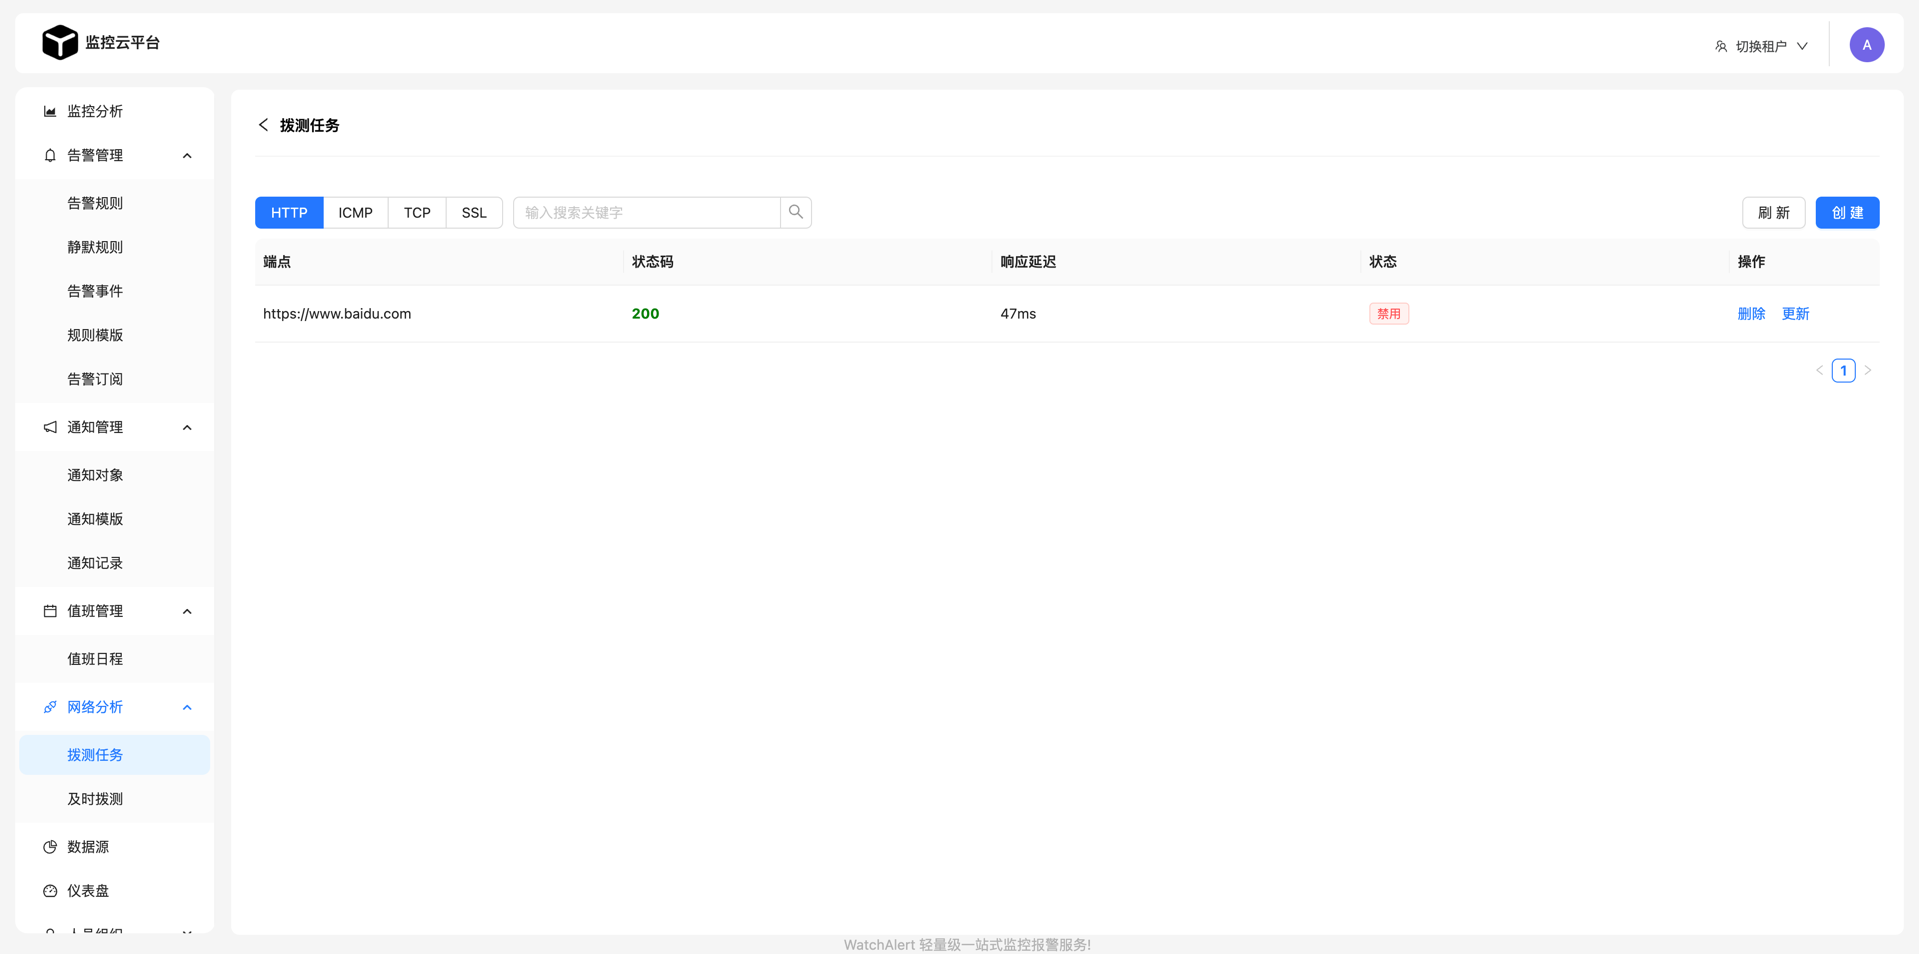 监控云平台
切换租户
A
监控分析
告警管理
告警规则
静默规则
告警事件
规则模版
告警订阅
通知管理
通知对象
通知模版
通知记录
值班管理
值班日程
网络分析
拨测任务
及时拨测
数据源
仪表盘
人员组织
拨测任务
HTTP ICMP TCP SSL 输入搜索关键字 刷 新 创 建
端点 状态码 响应延迟 状态 操作
https://www.baidu.com 200 47ms 禁用 删除 更新
1
WatchAlert 轻量级一站式监控报警服务!